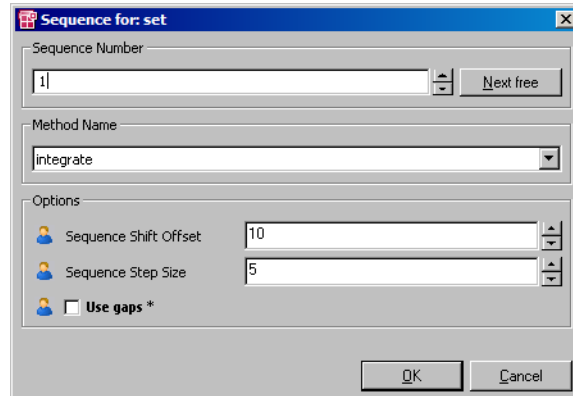 Sequence for: set
Sequence Number
1
Next free
Method Name
integrate
Options
Sequence Shift Offset 10
Sequence Step Size 5
Use gaps *
OK Cancel